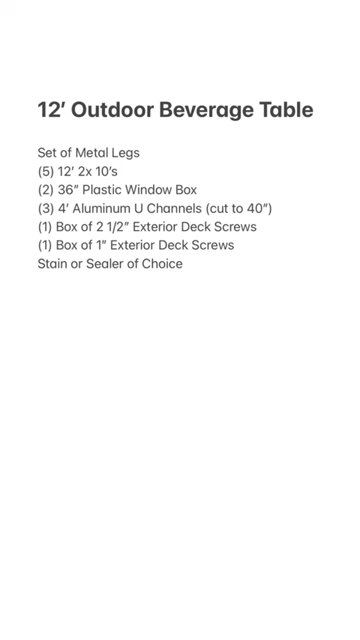 12’ Outdoor Beverage Table
Set of Metal Legs
(5) 12’ 2x 10’s
(2) 36” Plastic Window Box
(3) 4’ Aluminum U Channels (cut to 40”)
(1) Box of 2 1/2” Exterior Deck Screws
(1) Box of 1” Exterior Deck Screws
Stain or Sealer of Choice